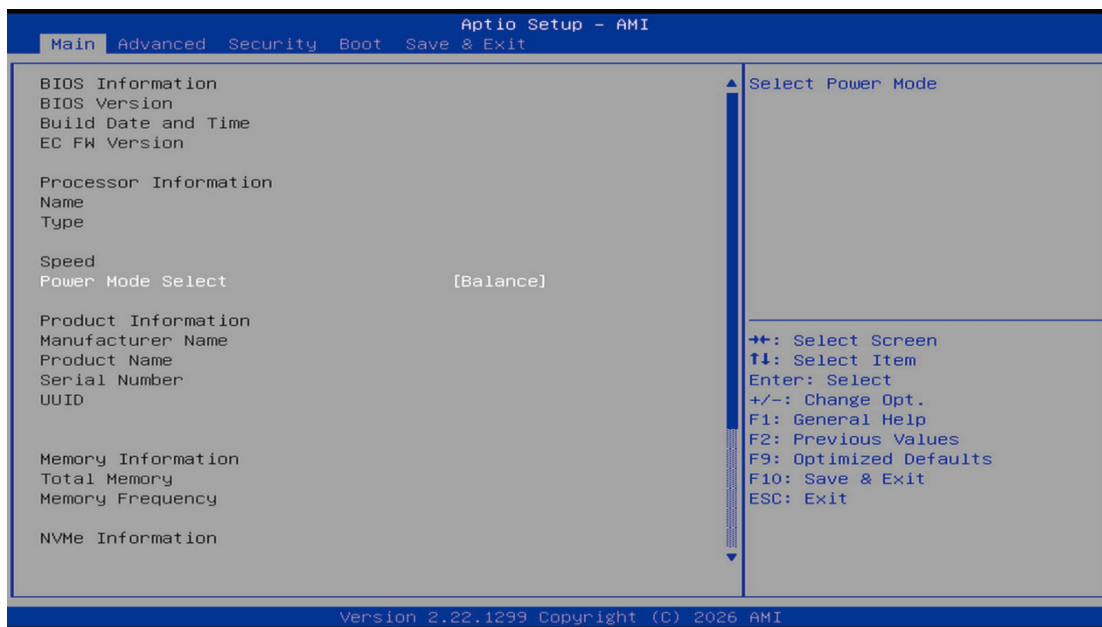 Aptio Setup – AMI
Main Advanced Security Boot Save & Exit
BIOS Information
BIOS Version
Build Date and Time
EC FW Version
Processor Information
Name
Type
Speed
Power Mode Select [Balance]
Product Information
Manufacturer Name
Product Name
Serial Number
UUID
Memory Information
Total Memory
Memory Frequency
NVMe Information
Select Power Mode
→←: Select Screen
↑↓: Select Item
Enter: Select
+/-: Change Opt.
F1: General Help
F2: Previous Values
F9: Optimized Defaults
F10: Save & Exit
ESC: Exit
Version 2.22.1299 Copyright (C) 2026 AMI